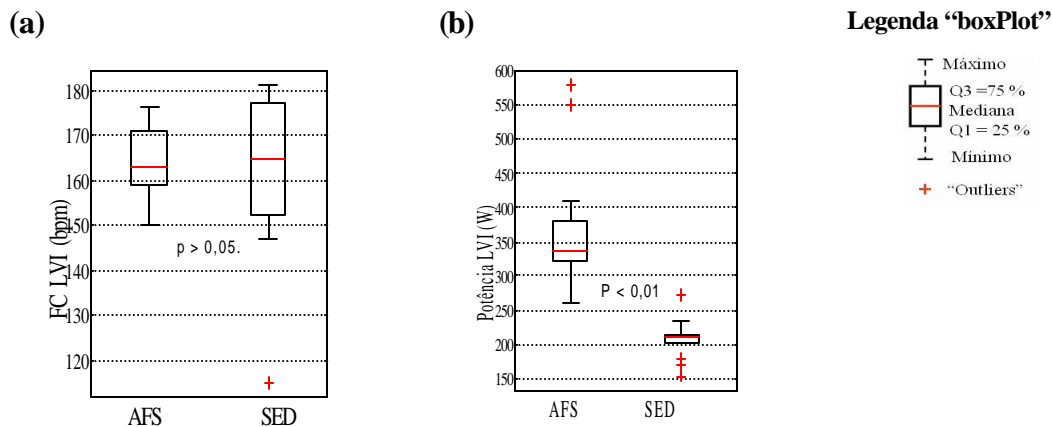 (a)
FC LVI (bpm)
180
170
160
150
140
130
120
p > 0,05.
AFS SED
(b)
Potência LVI (W)
600
550
500
450
400
350
300
250
200
150
P < 0,01
AFS SED
Legenda “boxPlot”
Máximo
Q3 =75 %
Mediana
Q1 = 25 %
Mínimo
“Outliers”